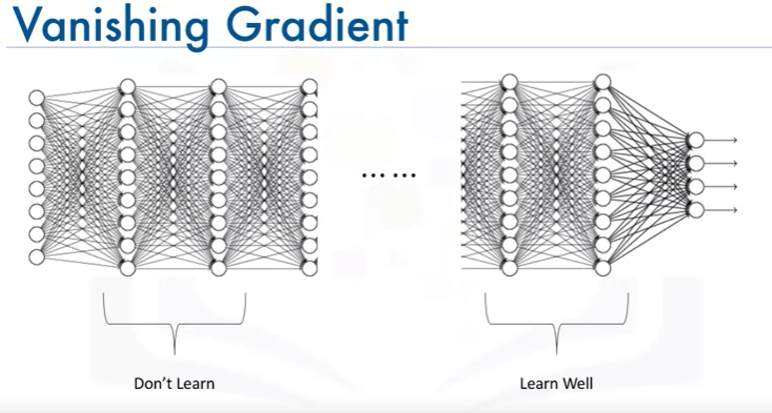 Vanishing Gradient
... ...
Don't Learn
Learn Well